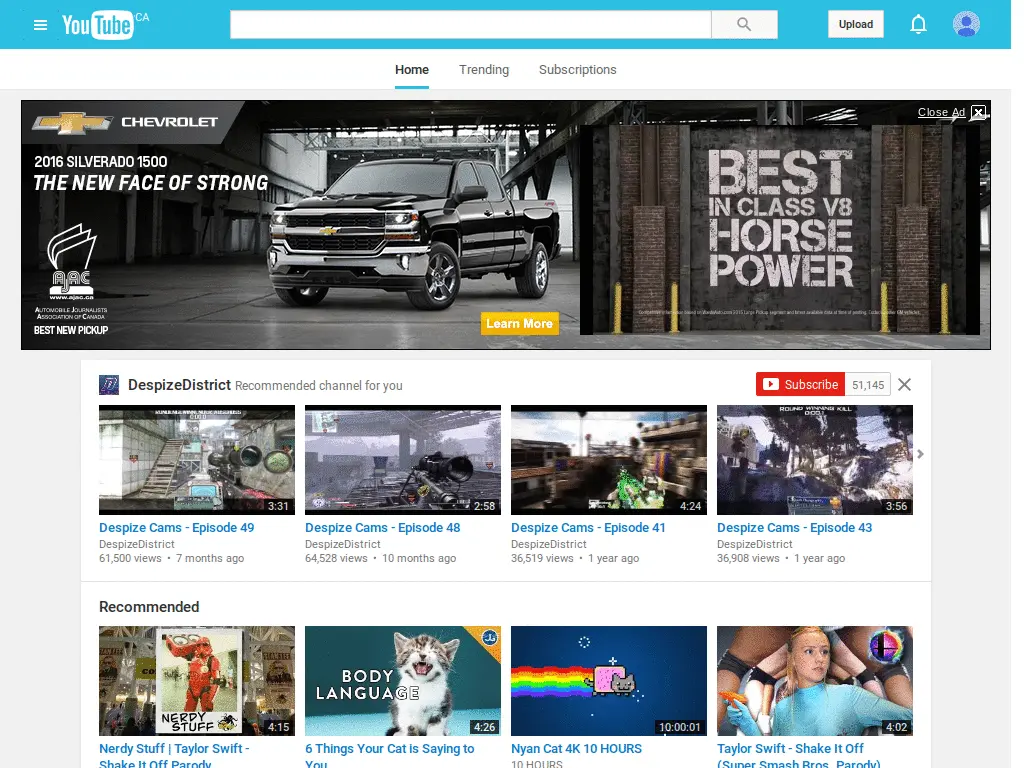 YouTube CA
Upload
Home Trending Subscriptions
Close Ad
CHEVROLET
2016 SILVERADO 1500
THE NEW FACE OF STRONG
AJAC
www.ajac.ca
AUTOMOBILE JOURNALISTS
ASSOCIATION OF CANADA
BEST NEW PICKUP
Learn More
BEST
IN CLASS V8
HORSE
POWER
DespizeDistrict Recommended channel for you
Subscribe 51,145
ROUND WINNING KILL
3:31 2:58 4:24 3:56
Despize Cams - Episode 49 Despize Cams - Episode 48 Despize Cams - Episode 41 Despize Cams - Episode 43
DespizeDistrict DespizeDistrict DespizeDistrict DespizeDistrict
61,500 views • 7 months ago 64,528 views • 10 months ago 36,519 views • 1 year ago 36,908 views • 1 year ago
Recommended
BODY
LANGUAGE
NERDY
STUFF
4:15 4:26 10:00:01 4:02
Nerdy Stuff | Taylor Swift - 6 Things Your Cat is Saying to Nyan Cat 4K 10 HOURS Taylor Swift - Shake It Off
Shake It Off Parody You 10 HOURS (Super Smash Bros. Parody)